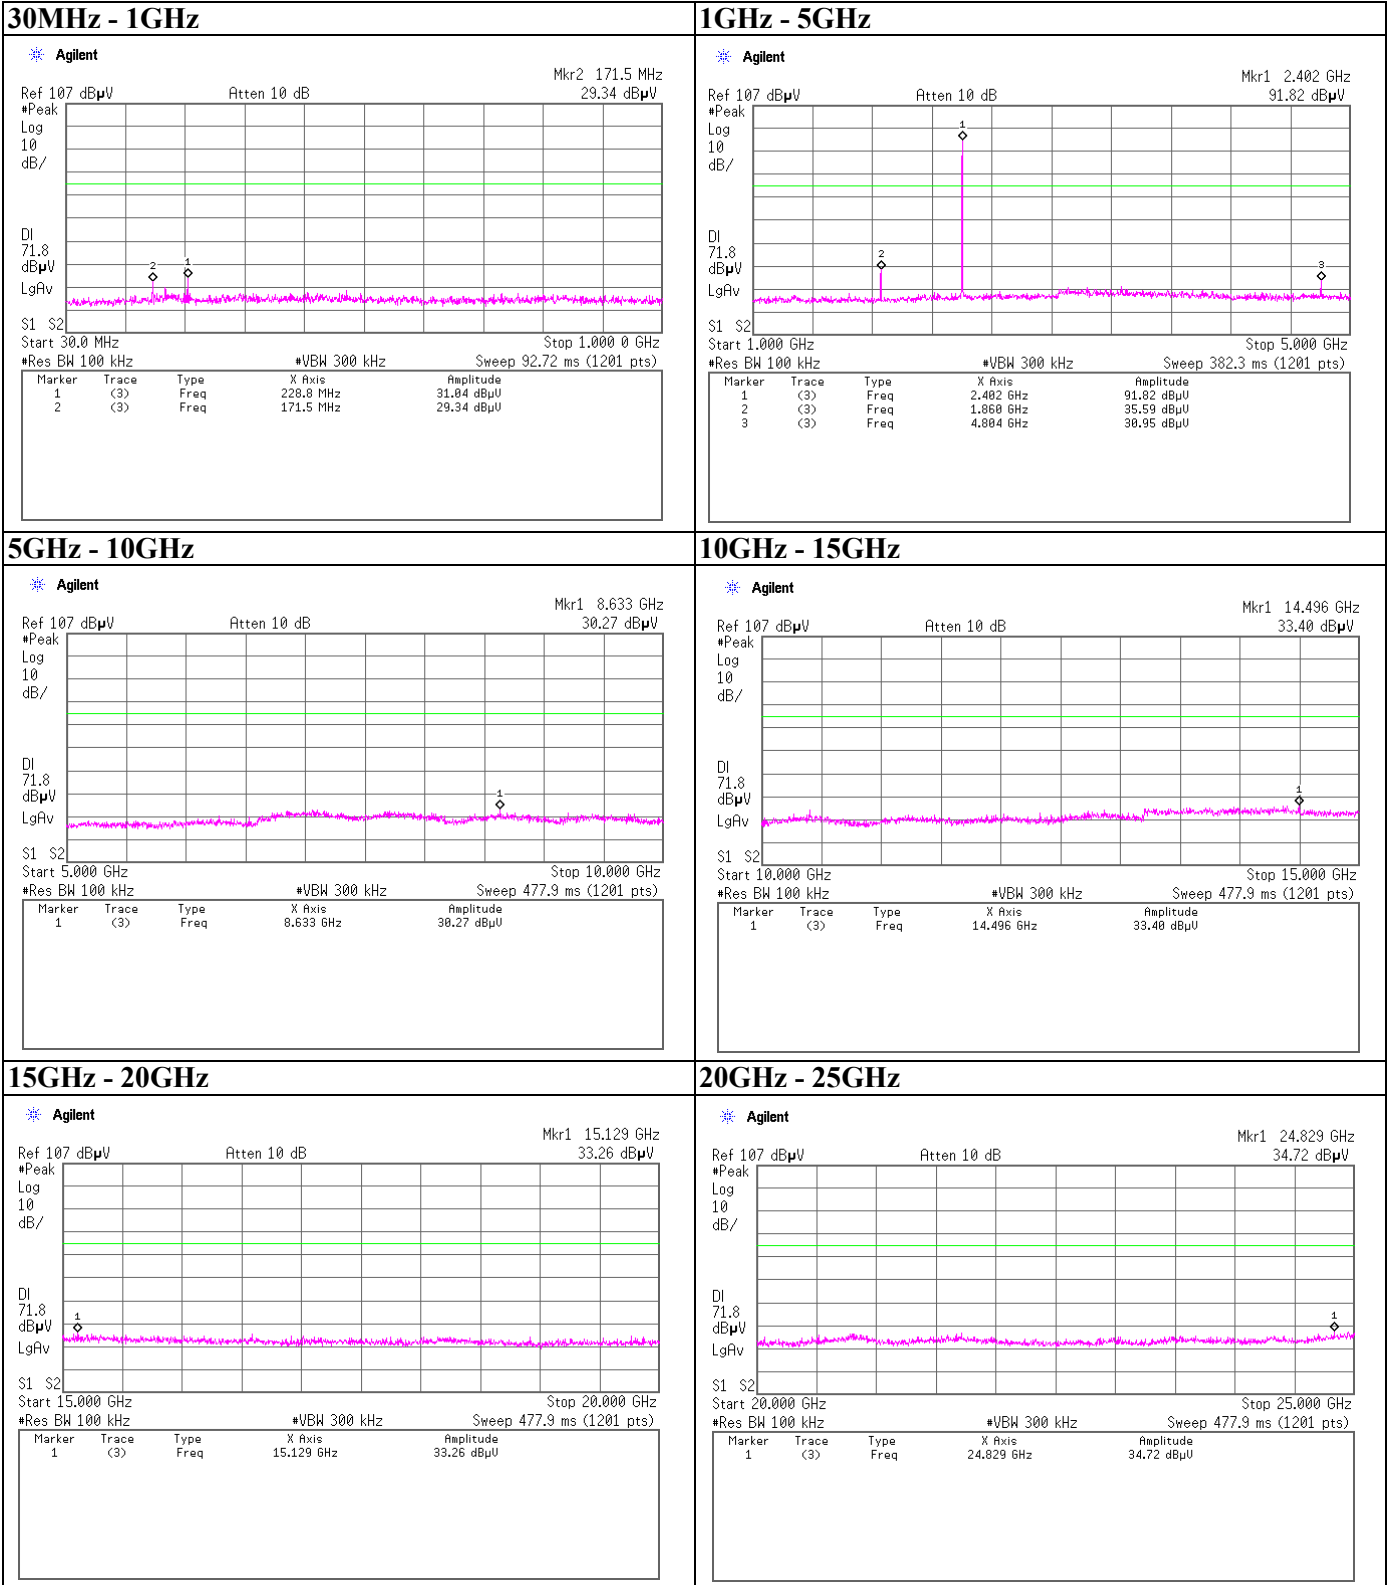 30MHz - 1GHz
Agilent
Mkr2 171.5 MHz
Ref 107 dBµV Atten 10 dB 29.34 dBµV
#Peak
Log
10
dB/
2 1
DI
71.8
dBµV
LgAv
S1 S2
Start 30.0 MHz Stop 1.000 0 GHz
#Res BW 100 kHz #VBW 300 kHz Sweep 92.72 ms (1201 pts)
Marker Trace Type X Axis Amplitude
1 (3) Freq 228.8 MHz 31.04 dBµV
2 (3) Freq 171.5 MHz 29.34 dBµV
1GHz - 5GHz
Agilent
Mkr1 2.402 GHz
Ref 107 dBµV Atten 10 dB 91.82 dBµV
#Peak
Log
10
dB/
1
2
3
DI
71.8
dBµV
LgAv
S1 S2
Start 1.000 GHz Stop 5.000 GHz
#Res BW 100 kHz #VBW 300 kHz Sweep 382.3 ms (1201 pts)
Marker Trace Type X Axis Amplitude
1 (3) Freq 2.402 GHz 91.82 dBµV
2 (3) Freq 1.860 GHz 35.59 dBµV
3 (3) Freq 4.804 GHz 30.95 dBµV
5GHz - 10GHz
Agilent
Mkr1 8.633 GHz
Ref 107 dBµV Atten 10 dB 30.27 dBµV
#Peak
Log
10
dB/
DI
71.8
dBµV
1
LgAv
S1 S2
Start 5.000 GHz Stop 10.000 GHz
#Res BW 100 kHz #VBW 300 kHz Sweep 477.9 ms (1201 pts)
Marker Trace Type X Axis Amplitude
1 (3) Freq 8.633 GHz 30.27 dBµV
10GHz - 15GHz
Agilent
Mkr1 14.496 GHz
Ref 107 dBµV Atten 10 dB 33.40 dBµV
#Peak
Log
10
dB/
DI
71.8
dBµV
1
LgAv
S1 S2
Start 10.000 GHz Stop 15.000 GHz
#Res BW 100 kHz #VBW 300 kHz Sweep 477.9 ms (1201 pts)
Marker Trace Type X Axis Amplitude
1 (3) Freq 14.496 GHz 33.40 dBµV
15GHz - 20GHz
Agilent
Mkr1 15.129 GHz
Ref 107 dBµV Atten 10 dB 33.26 dBµV
#Peak
Log
10
dB/
DI
71.8
dBµV
1
LgAv
S1 S2
Start 15.000 GHz Stop 20.000 GHz
#Res BW 100 kHz #VBW 300 kHz Sweep 477.9 ms (1201 pts)
Marker Trace Type X Axis Amplitude
1 (3) Freq 15.129 GHz 33.26 dBµV
20GHz - 25GHz
Agilent
Mkr1 24.829 GHz
Ref 107 dBµV Atten 10 dB 34.72 dBµV
#Peak
Log
10
dB/
DI
71.8
dBµV
1
LgAv
S1 S2
Start 20.000 GHz Stop 25.000 GHz
#Res BW 100 kHz #VBW 300 kHz Sweep 477.9 ms (1201 pts)
Marker Trace Type X Axis Amplitude
1 (3) Freq 24.829 GHz 34.72 dBµV